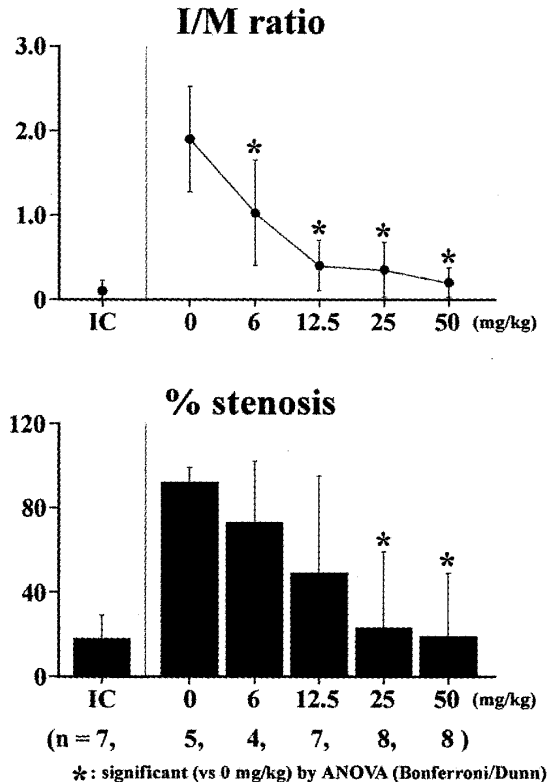 I/M ratio
3.0
2.0
1.0
0
IC 0 6 12.5 25 50 (mg/kg)
* * * *
% stenosis
120
80
40
0
IC 0 6 12.5 25 50 (mg/kg)
* *
(n = 7, 5, 4, 7, 8, 8 )
* : significant (vs 0 mg/kg) by ANOVA (Bonferroni/Dunn)